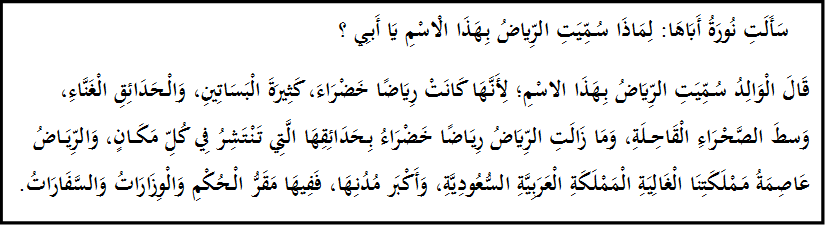 سَأَلَتِ نُورَةُ أَبَاهَا: لِمَاذَا سُمِّيَتِ الرِّيَاضُ بِهَذَا الْاسْمِ يَا أَبي ؟
قَالَ الْوَالِدُ سُمِّيَتِ الرِّيَاضُ بِهَذَا الاسْمِ؛ لِأَنَّهَا كَانَتْ رِيَاضًا خَضْرَاءَ، كَثِيرَةَ الْبَسَاتِينِ، وَالْحَدَائِقِ الْغَنَّاءِ،
وَسطَ الصَّحْرَاءِ الْقَاحِلَةِ، وَمَا زَالَتِ الرِّيَاضُ رِيَاضًا خَضْرَاءُ بِحَدَائِقِهَا الَّتِي تَنْتَشِرُ فِي كُلِّ مَكَانٍ، وَالرِّيَاضُ
عَاصِمَةُ مَمْلَكَتِنَا الْغَالِيَةِ الْمَمْلَكَةِ الْعَرَبِيَّةِ السُّعُودِيَّةِ، وَأَكْبَر مُدُنِهَا، فَفِيهَا مَقَرُّ الْحُكْمِ وَالْوِزَارَاتُ وَالسَّفَارَاتُ.